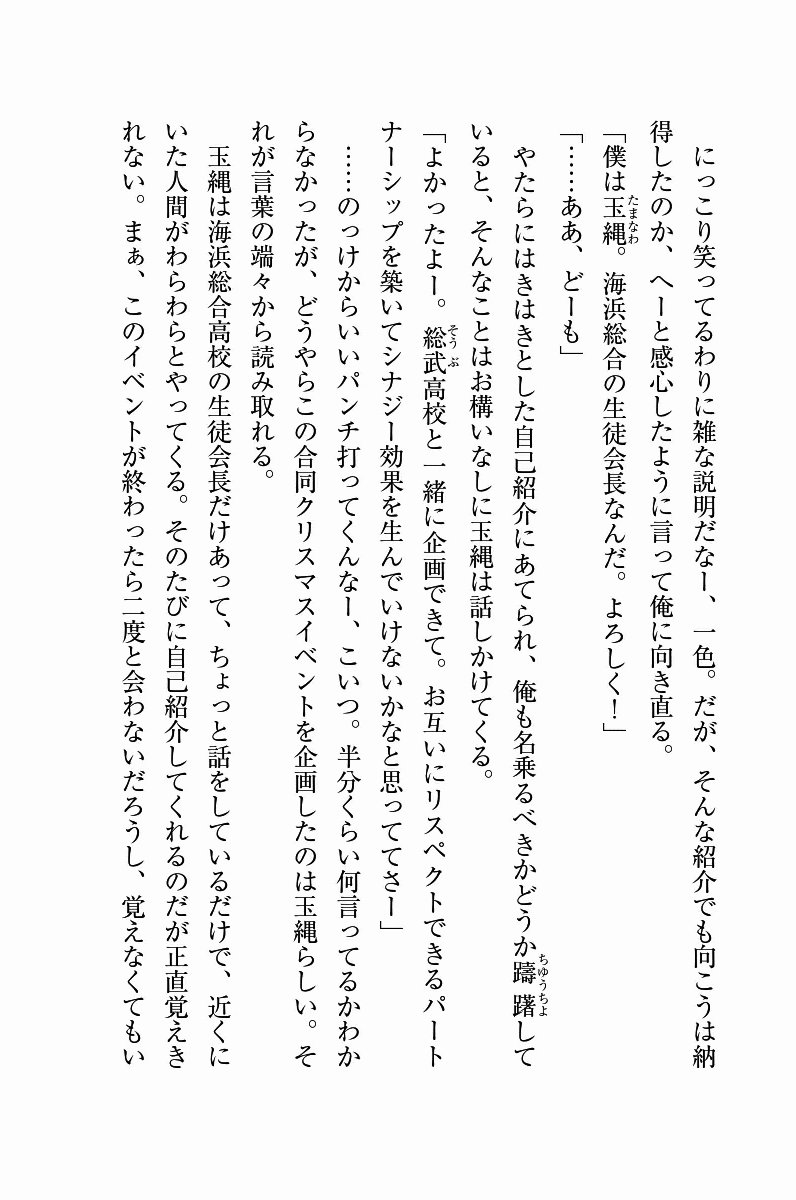 にっこり笑ってるわりに雑な説明だなー、一色。だが、そんな紹介でも向こうは納
得したのか、へーと感心したように言って俺に向き直る。
「僕は玉縄。海浜総合の生徒会長なんだ。よろしく！」
たまなわ
「……ああ、どーも」
やたらにはきはきとした自己紹介にあてられ、俺も名乗るべきかどうか躊躇して
ちゆうちよ
いると、そんなことはお構いなしに玉縄は話しかけてくる。
「よかったよー。総武高校と一緒に企画できて。お互いにリスペクトできるパート
そうぶ
ナーシップを築いてシナジー効果を生んでいけないかなと思っててさー」
……のっけからいいパンチ打ってくんなー、こいつ。半分くらい何言ってるかわか
らなかったが、どうやらこの合同クリスマスイベントを企画したのは玉縄らしい。そ
れが言葉の端々から読み取れる。
玉縄は海浜総合高校の生徒会長だけあって、ちょっと話をしているだけで、近くに
いた人間がわらわらとやってくる。そのたびに自己紹介してくれるのだが正直覚えき
れない。まぁ、このイベントが終わったら二度と会わないだろうし、覚えなくてもい